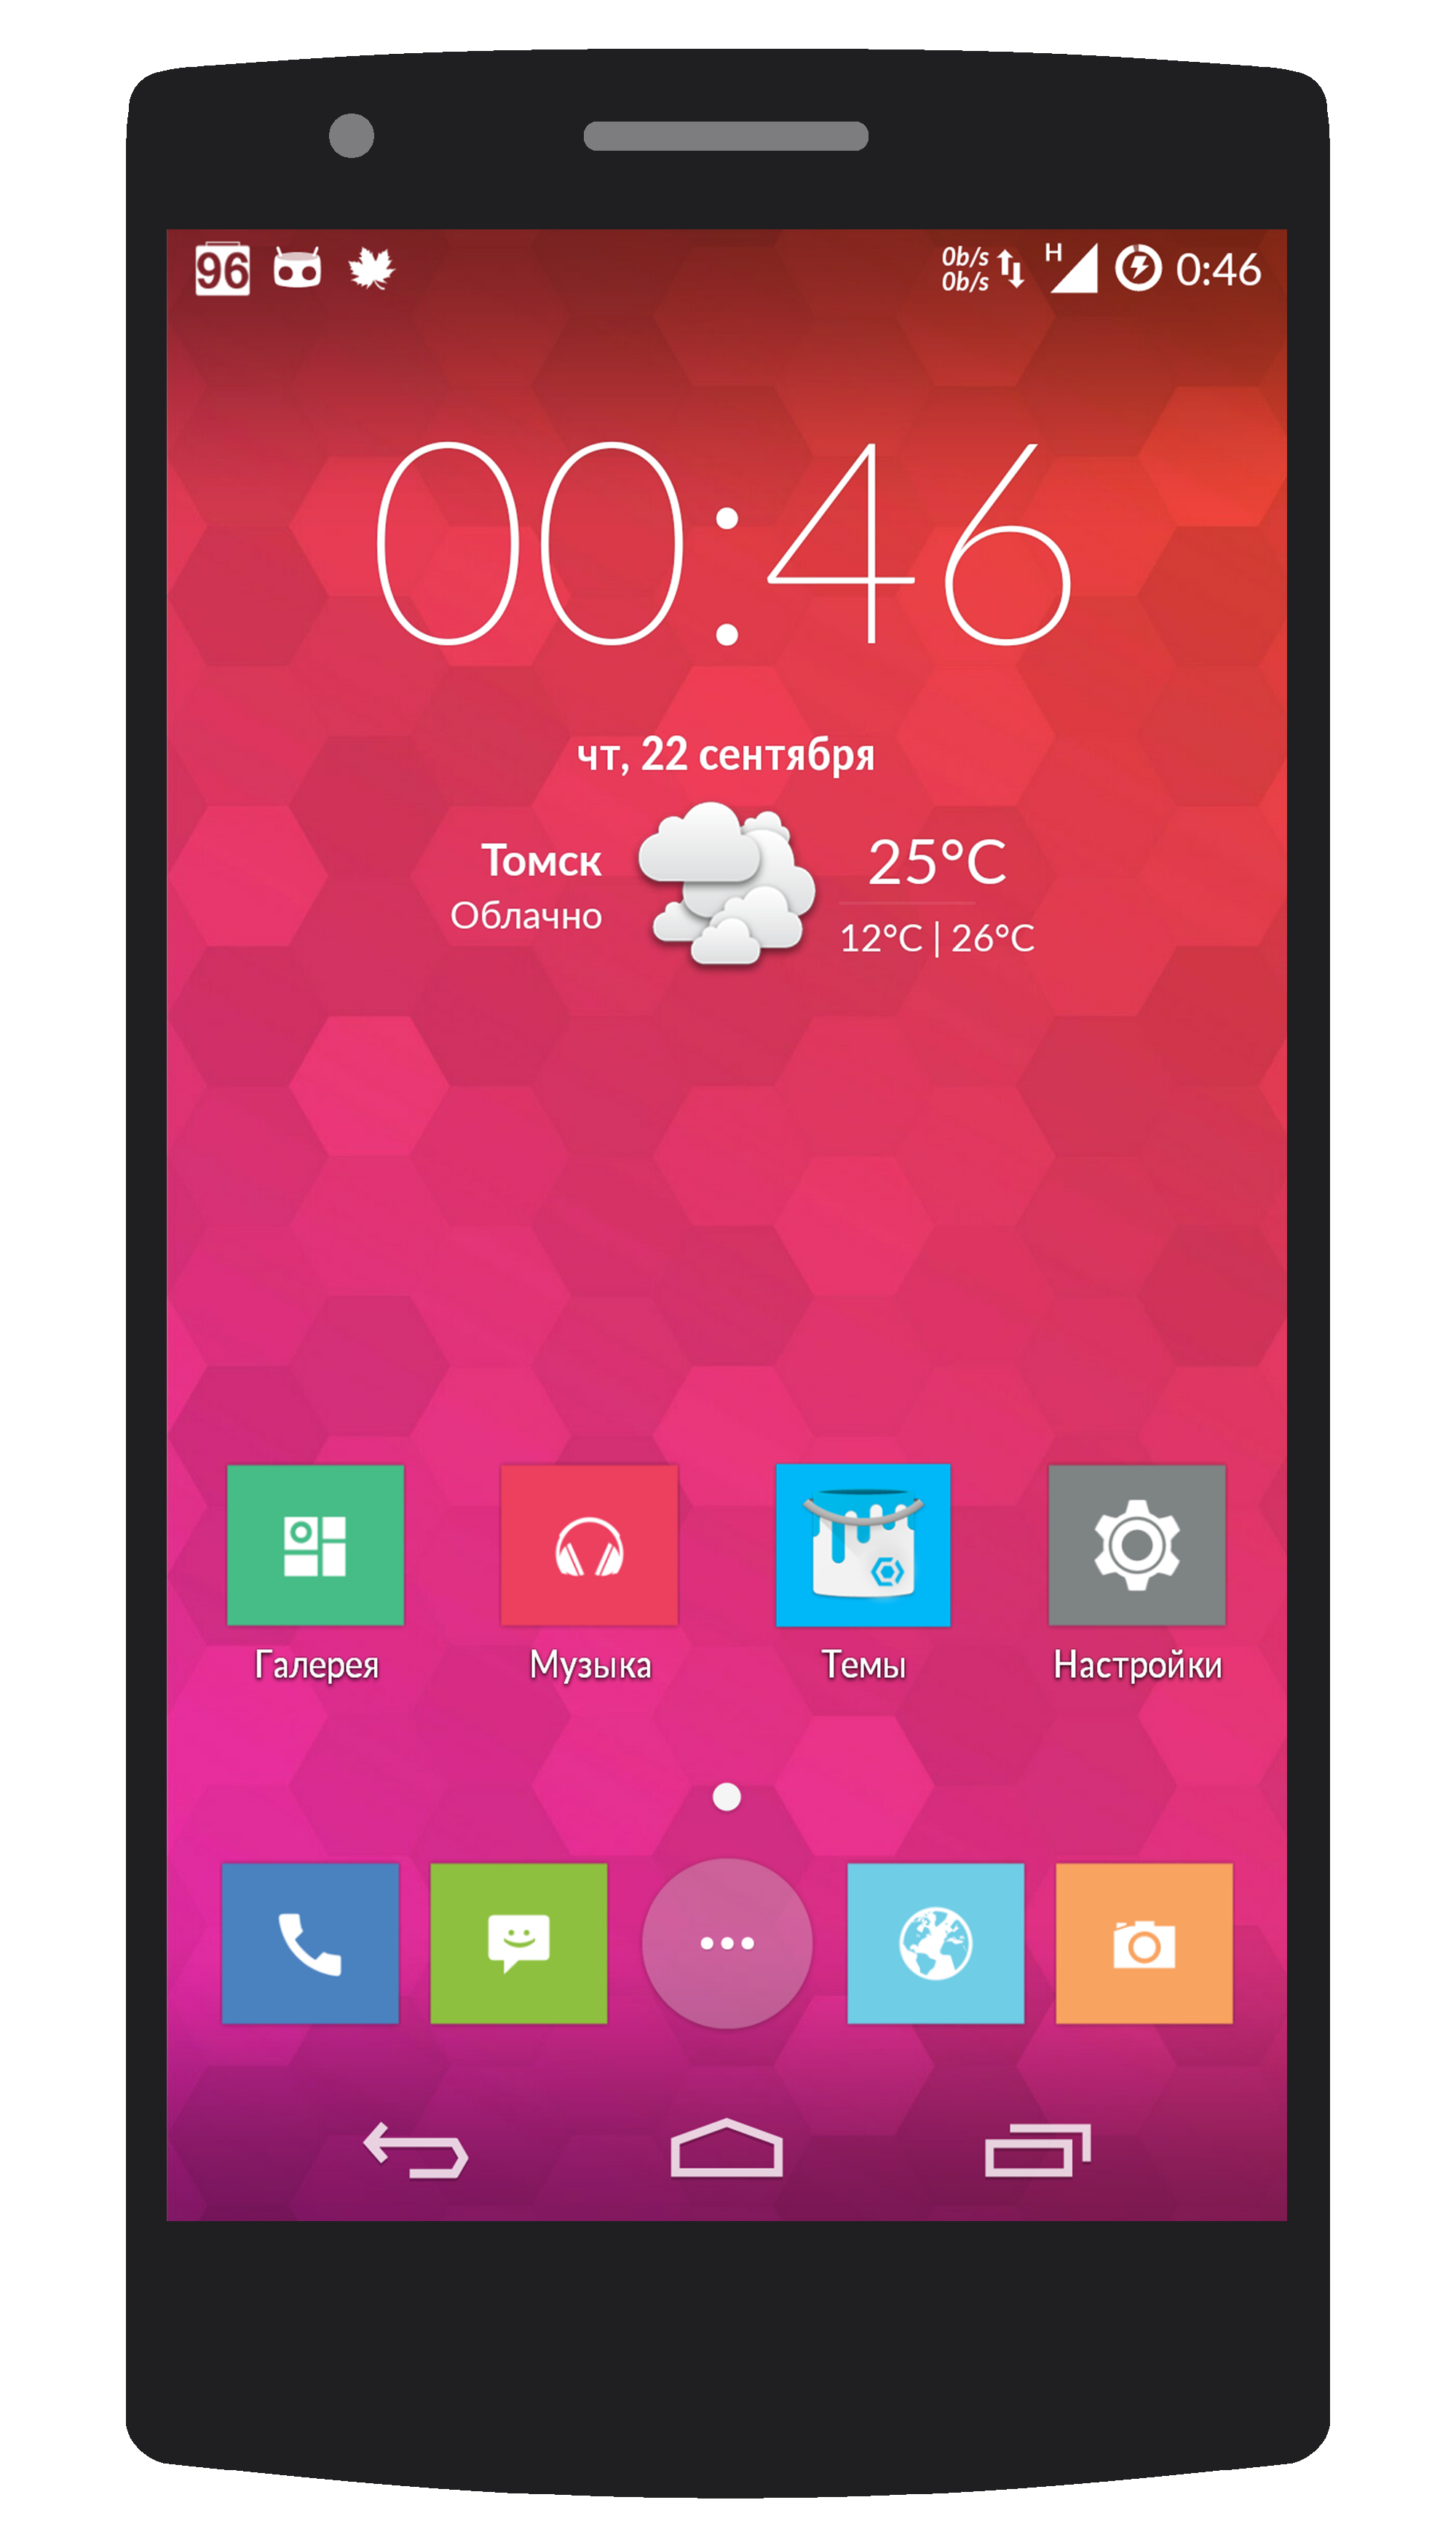 96
0b/s
0b/s
H
0:46
00:46
чт, 22 сентября
Томск
Облачно
25°C
12°C | 26°C
Галерея Музыка Темы Настройки